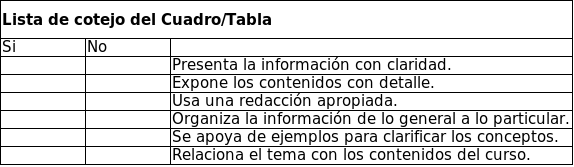 Lista de cotejo del Cuadro/Tabla
Si No
Presenta la información con claridad.
Expone los contenidos con detalle.
Usa una redacción apropiada.
Organiza la información de lo general a lo particular.
Se apoya de ejemplos para clarificar los conceptos.
Relaciona el tema con los contenidos del curso.